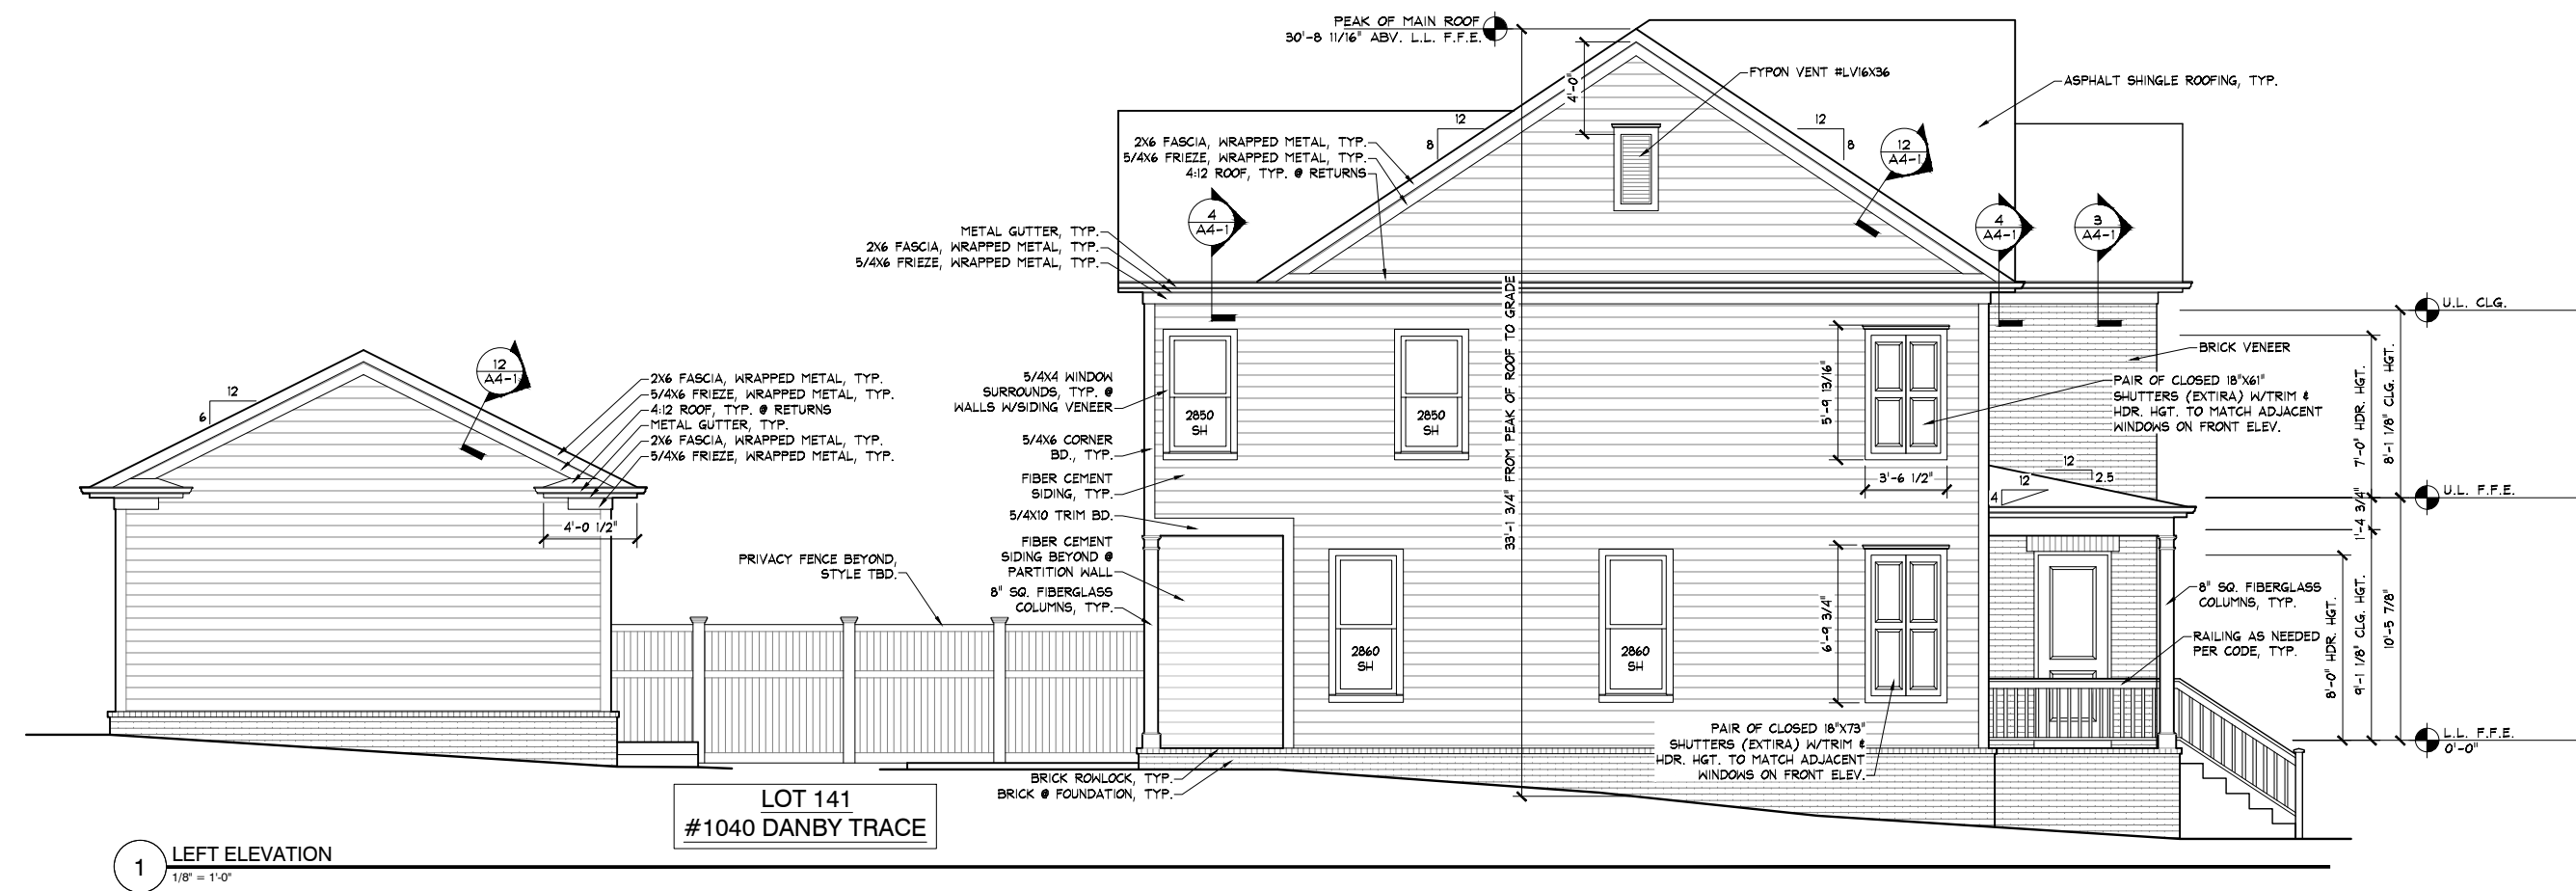 PEAK OF MAIN ROOF
30'-8 11/16" ABV. L.L. F.F.E.
4'-0"
FYPON VENT #LV16X36
ASPHALT SHINGLE ROOFING, TYP.
12
8
12
8
12
A4-1
2X6 FASCIA, WRAPPED METAL, TYP.
5/4X6 FRIEZE, WRAPPED METAL, TYP.
4:12 ROOF, TYP. @ RETURNS
4
A4-1
4
A4-1
3
A4-1
METAL GUTTER, TYP.
2X6 FASCIA, WRAPPED METAL, TYP.
5/4X6 FRIEZE, WRAPPED METAL, TYP.
33'-1 3/4" FROM PEAK OF ROOF TO GRADE
U.L. CLG.
12
6
12
A4-1
2X6 FASCIA, WRAPPED METAL, TYP.
5/4X6 FRIEZE, WRAPPED METAL, TYP.
4:12 ROOF, TYP. @ RETURNS
METAL GUTTER, TYP.
2X6 FASCIA, WRAPPED METAL, TYP.
5/4X6 FRIEZE, WRAPPED METAL, TYP.
4'-0 1/2"
5/4X4 WINDOW
SURROUNDS, TYP. @
WALLS W/SIDING VENEER
2850
SH
2850
SH
5'-9 13/16"
3'-6 1/2"
BRICK VENEER
PAIR OF CLOSED 18"X61"
SHUTTERS (EXTIRA) W/TRIM &
HDR. HGT. TO MATCH ADJACENT
WINDOWS ON FRONT ELEV.
7'-0" HDR. HGT.
8'-1 1/8" CLG. HGT.
5/4X6 CORNER
BD., TYP.
FIBER CEMENT
SIDING, TYP.
5/4X10 TRIM BD.
12
2.5
12
4
U.L. F.F.E.
1'-4 3/4"
PRIVACY FENCE BEYOND,
STYLE TBD.
FIBER CEMENT
SIDING BEYOND @
PARTITION WALL
8" SQ. FIBERGLASS
COLUMNS, TYP.
2860
SH
2860
SH
6'-9 3/4"
8" SQ. FIBERGLASS
COLUMNS, TYP.
RAILING AS NEEDED
PER CODE, TYP.
8'-0" HDR. HGT.
9'-1 1/8" CLG. HGT.
10'-5 7/8"
L.L. F.F.E.
0'-0"
PAIR OF CLOSED 18"X73"
SHUTTERS (EXTIRA) W/TRIM &
HDR. HGT. TO MATCH ADJACENT
WINDOWS ON FRONT ELEV.
BRICK ROWLOCK, TYP.
BRICK @ FOUNDATION, TYP.
LOT 141
#1040 DANBY TRACE
1
LEFT ELEVATION
1/8" = 1'-0"